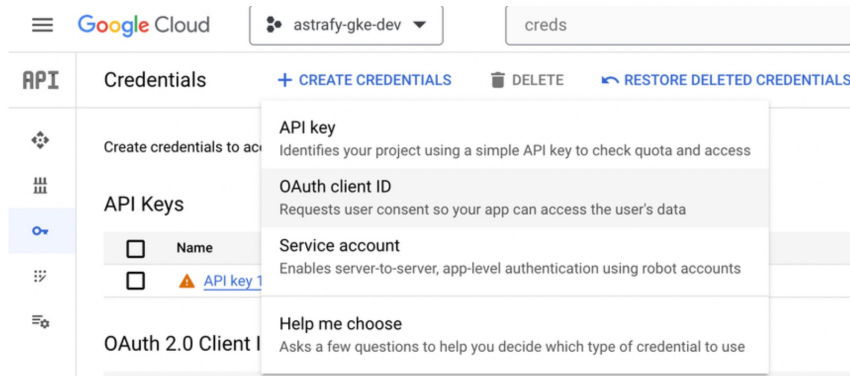 Google Cloud
astrafy-gke-dev
creds
API
Credentials
+ CREATE CREDENTIALS
DELETE
RESTORE DELETED CREDENTIALS
API key
Create credentials to acc
Identifies your project using a simple API key to check quota and access
OAuth client ID
Requests user consent so your app can access the user's data
API Keys
Service account
Name
Enables server-to-server, app-level authentication using robot accounts
API key 1
Help me choose
OAuth 2.0 Client I
Asks a few questions to help you decide which type of credential to use